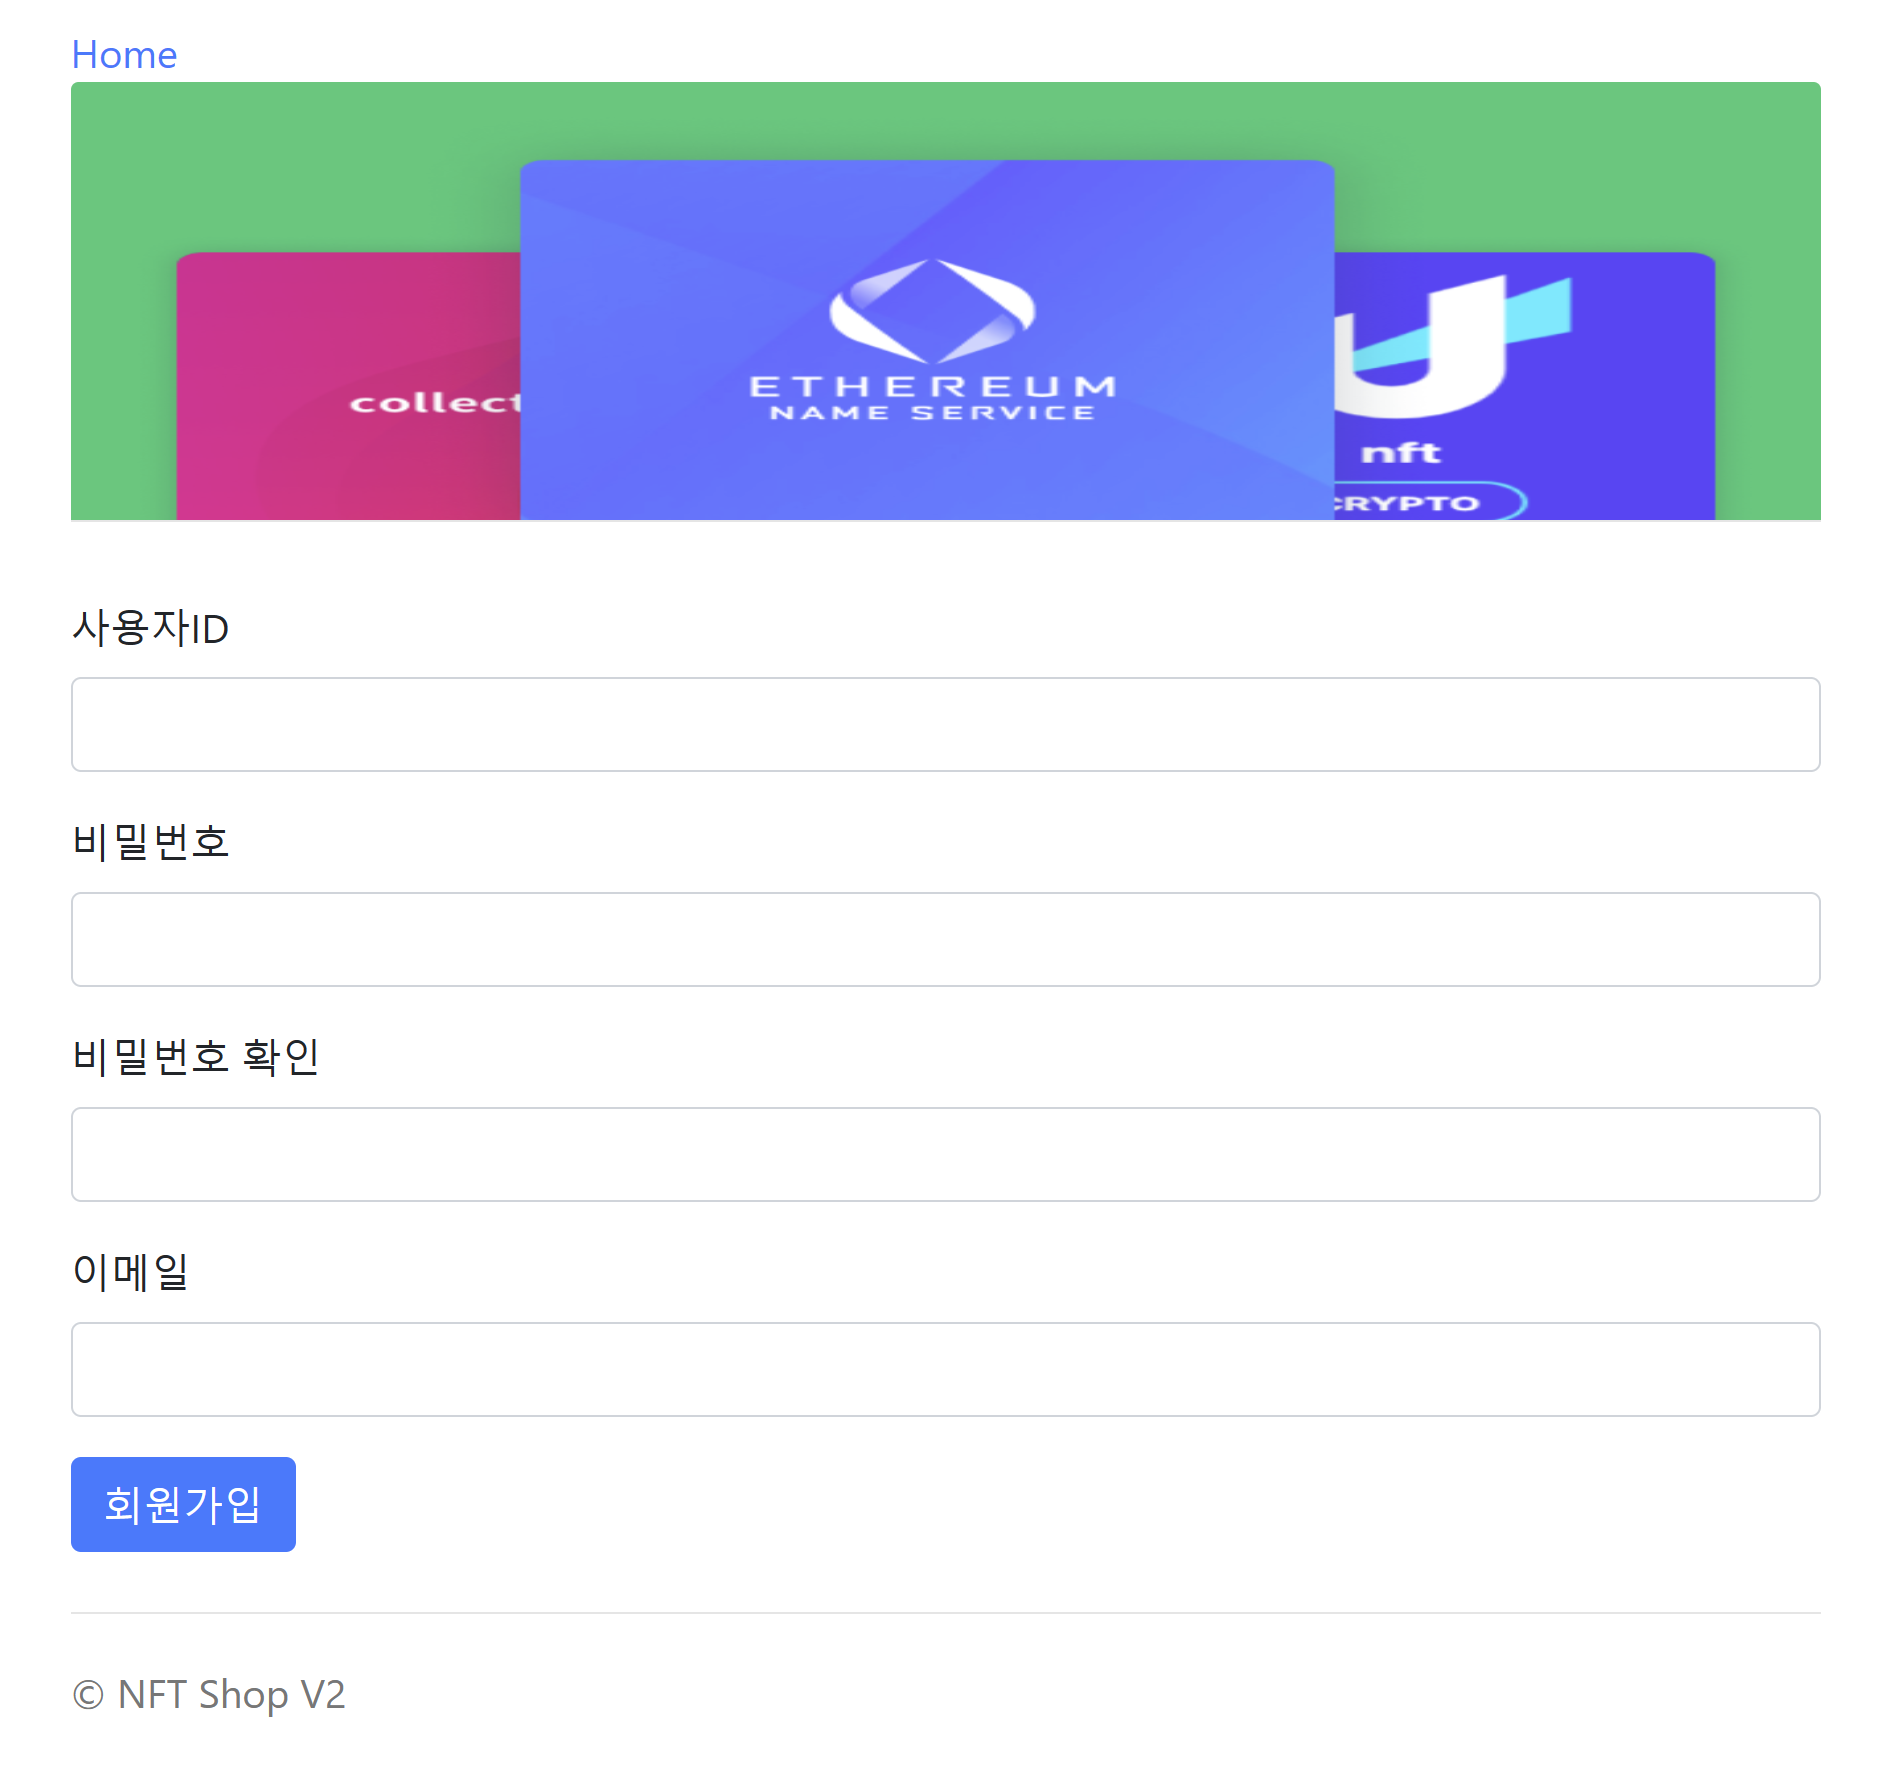 Home
collect
ETHEREUM
NAME SERVICE
nft
CRYPTO
사용자ID
비밀번호
비밀번호 확인
이메일
회원가입
© NFT Shop V2